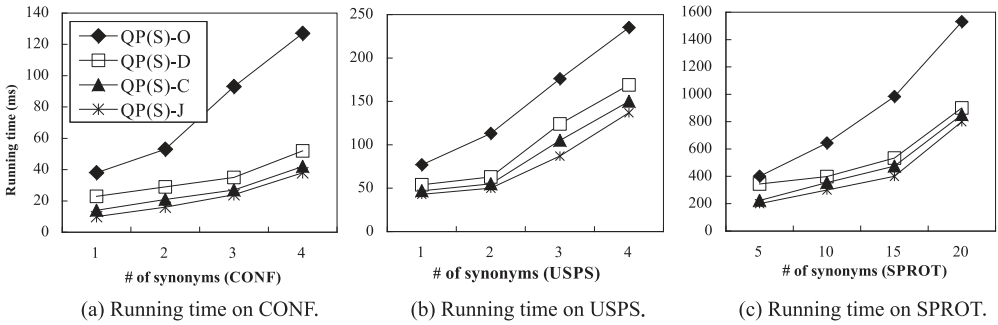 140
120
100
80
60
40
20
0
Running time (ms)
QP(S)-O
QP(S)-D
QP(S)-C
QP(S)-J
1 2 3 4
# of synonyms (CONF)
(a) Running time on CONF.
250
200
150
100
50
0
1 2 3 4
# of synonyms (USPS)
(b) Running time on USPS.
1600
1400
1200
1000
800
600
400
200
0
5 10 15 20
# of synonyms (SPROT)
(c) Running time on SPROT.